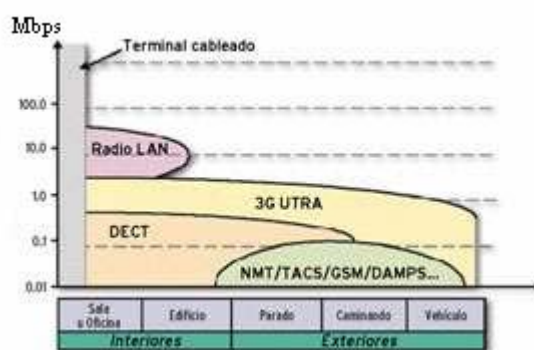 Mbps
Terminal cableado
100.0
10.0
1.0
0.1
0.01
Radio LAN...
3G UTRA
DECT
NMT/TACS/GSM/DAMPS...
Sala
u Oficina
Edificio
Parado
Caminando
Vehículo
Interiores
Exteriores